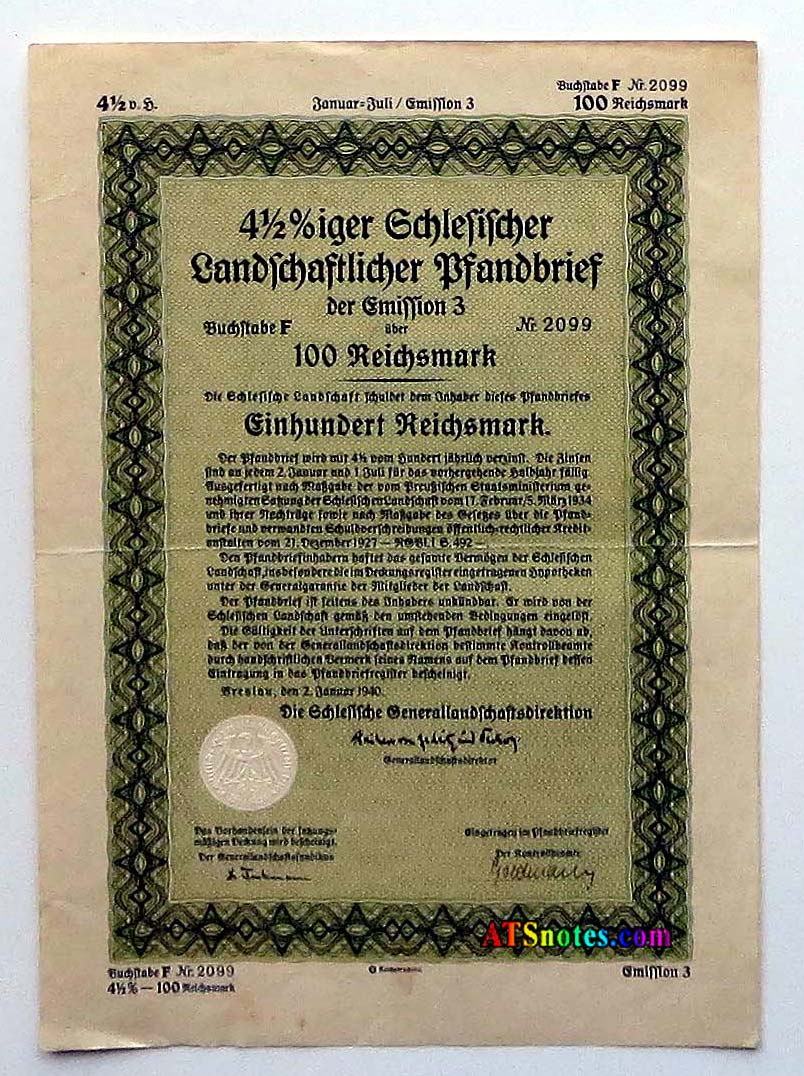 Buchstabe F Nr. 2099
4½ v. H. Januar=Juli / Emission 3 100 Reichsmark
4½%iger Schlesischer
Landschaftlicher Pfandbrief
der Emission 3
Buchstabe F über Nr. 2099
100 Reichsmark
Die Schlesische Landschaft schuldet dem Inhaber dieses Pfandbriefes
Einhundert Reichsmark.
Der Pfandbrief wird mit 4½ vom Hundert jährlich verzinst. Die Zinsen
sind an jedem 2. Januar und 1. Juli für das vorhergehende Halbjahr fällig.
Ausgefertigt nach Maßgabe der vom Preußischen Staatsministerium ge-
nehmigten Satzung der Schlesischen Landschaft vom 17. Februar/5. März 1934
und ihrer Nachträge sowie nach Maßgabe des Gesetzes über die Pfand-
briefe und verwandten Schuldverschreibungen öffentlich-rechtlicher Kredit-
anstalten vom 21. Dezember 1927 — RGBl. I S. 492 —
Den Pfandbriefinhabern haftet das gesamte Vermögen der Schlesischen
Landschaft, insbesondere die im Deckungsregister eingetragenen Hypotheken
unter der Generalgarantie der Mitglieder der Landschaft.
Der Pfandbrief ist seitens des Inhabers unkündbar. Er wird von der
Schlesischen Landschaft gemäß den umstehenden Bedingungen eingelöst.
Die Gültigkeit der Unterschriften auf dem Pfandbrief hängt davon ab,
daß der von der Generallandschaftsdirektion bestimmte Kontrollbeamte
durch handschriftlichen Vermerk seines Namens auf dem Pfandbrief dessen
Eintragung in das Pfandbriefregister bescheinigt.
Breslau, den 2. Januar 1940.
Die Schlesische Generallandschaftsdirektion
Generallandschaftsdirektor
Das Vorhandensein der satzungs- Eingetragen im Pfandbriefregister
mäßigen Deckung wird bescheinigt.
Der Generallandschaftssyndikus Der Kontrollbeamte
ATSnotes.com
Buchstabe F Nr. 2099 Emission 3
4½% — 100 Reichsmark